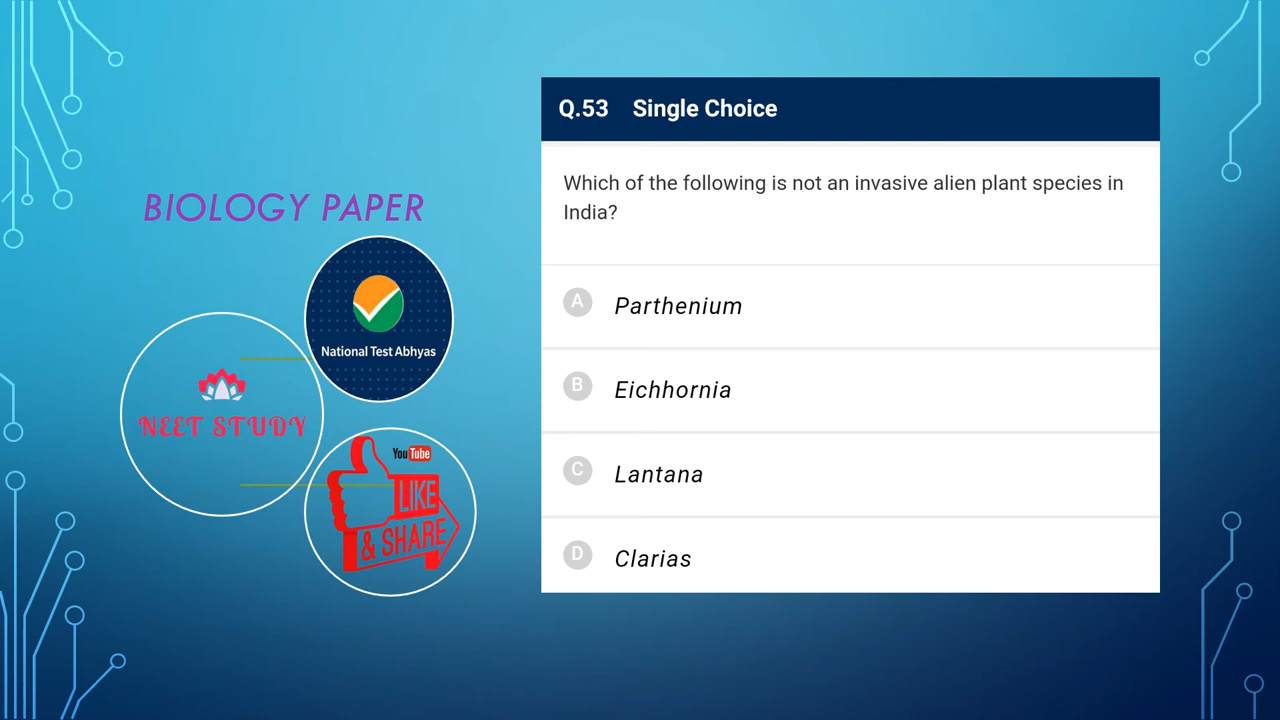 BIOLOGY PAPER
National Test Abhyas
NEET STUDY
YouTube
LIKE
& SHARE
Q.53 Single Choice
Which of the following is not an invasive alien plant species in
India?
A Parthenium
B Eichhornia
C Lantana
D Clarias